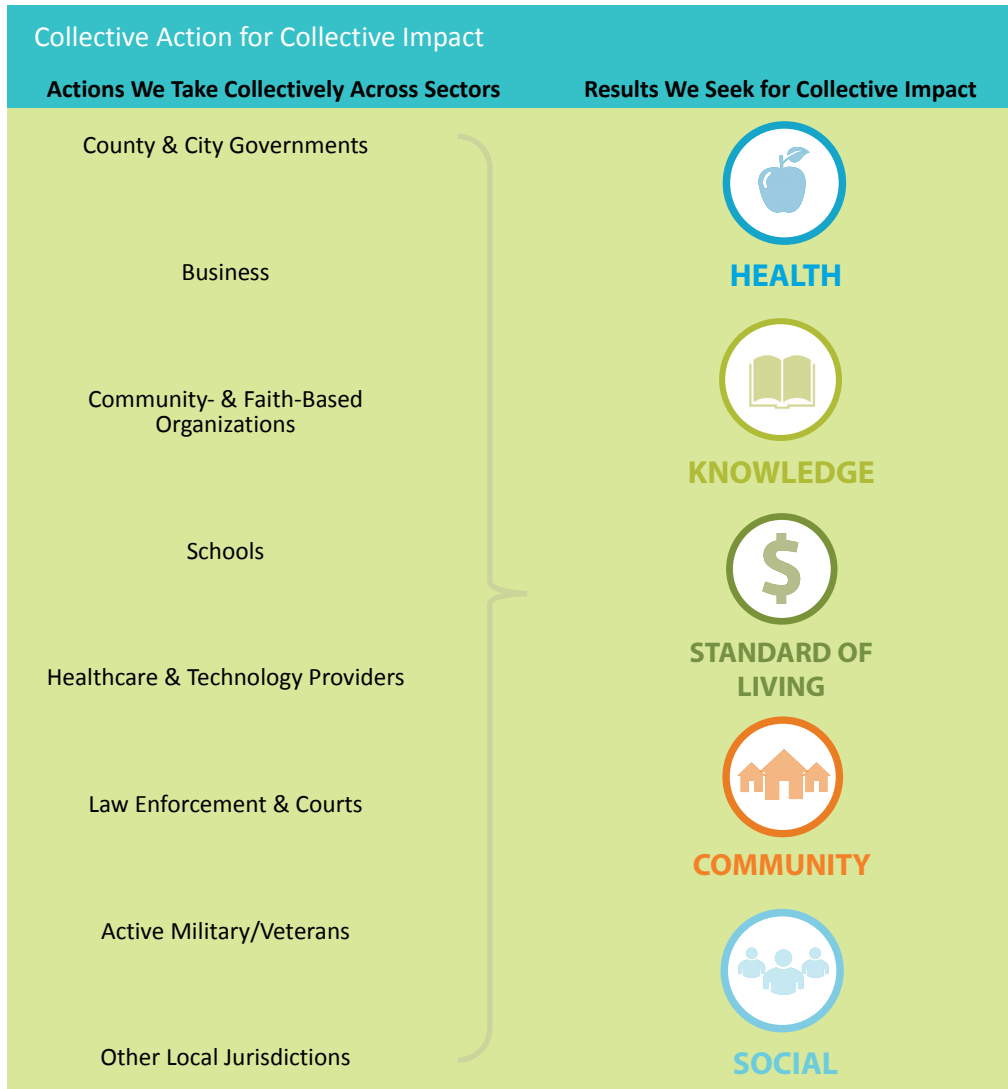 Collective Action for Collective Impact
Actions We Take Collectively Across Sectors
County & City Governments
Business
Community- & Faith-Based
Organizations
Schools
Healthcare & Technology Providers
Law Enforcement & Courts
Active Military/Veterans
Other Local Jurisdictions
Results We Seek for Collective Impact
HEALTH
KNOWLEDGE
$
STANDARD OF
LIVING
COMMUNITY
SOCIAL